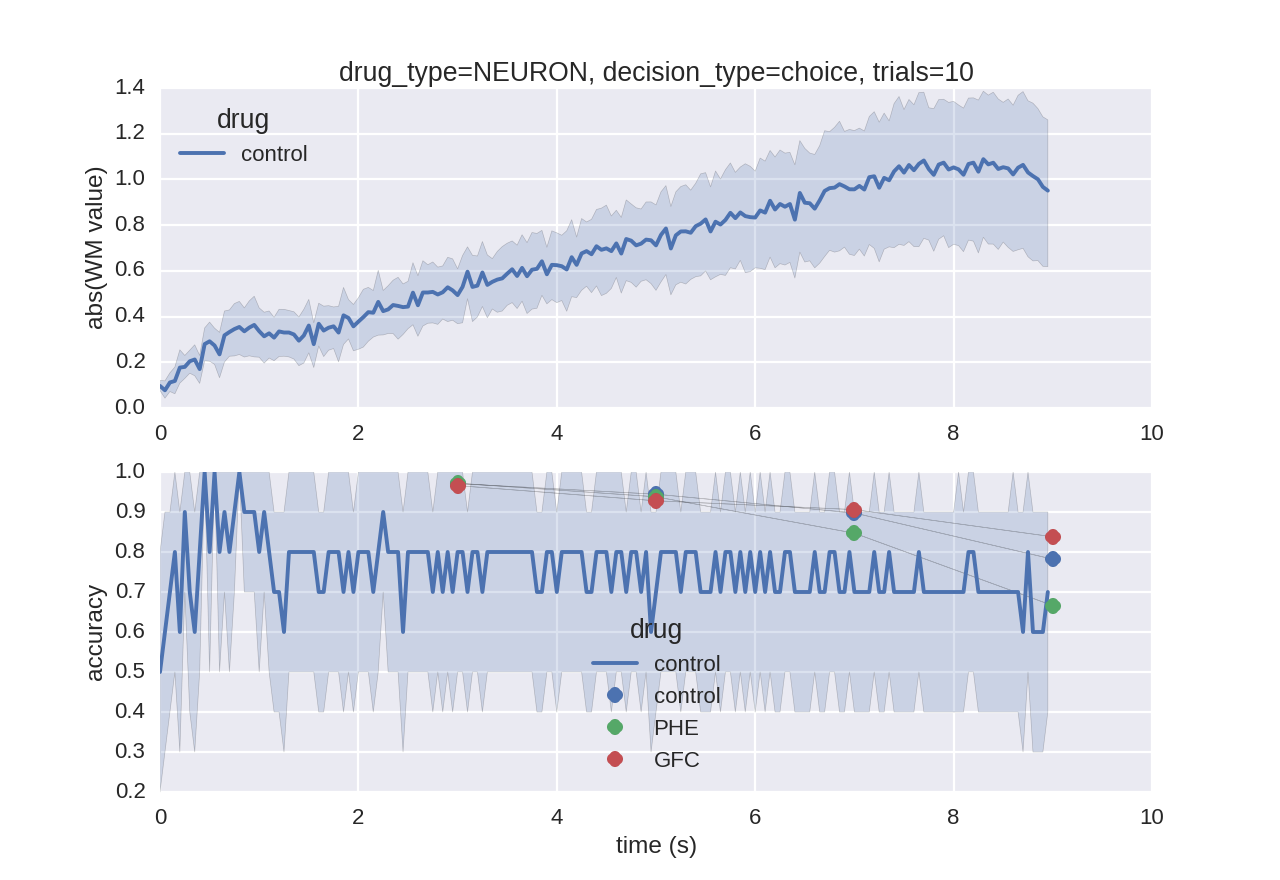 drug_type=NEURON, decision_type=choice, trials=10
1.4
1.2
1.0
0.8
0.6
0.4
0.2
0.0
abs(WM value)
drug
control
0 2 4 6 8 10
1.0
0.9
0.8
0.7
0.6
0.5
0.4
0.3
0.2
accuracy
drug
control
control
PHE
GFC
0 2 4 6 8 10
time (s)